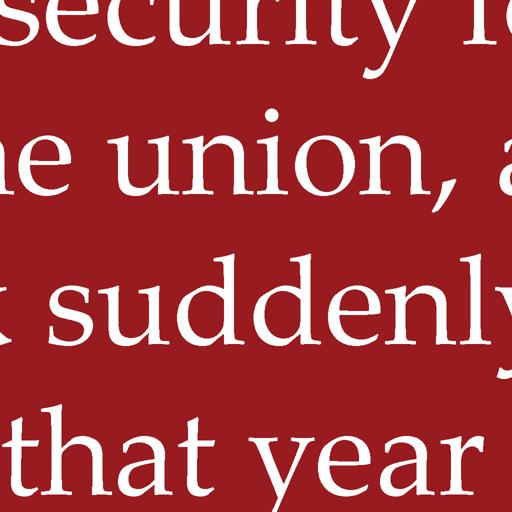 security
union,
suddenly
that year